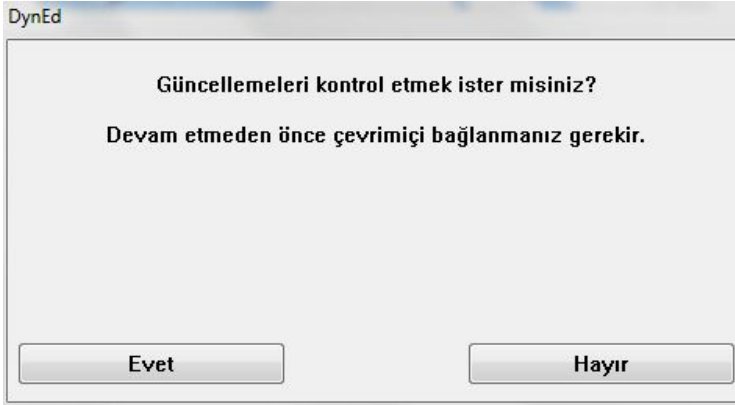 DynEd
Güncellemeleri kontrol etmek ister misiniz?
Devam etmeden önce çevrimiçi bağlanmanız gerekir.
Evet
Hayır